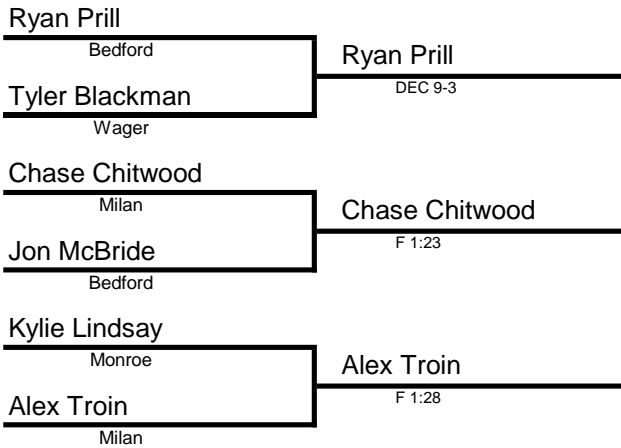 Ryan Prill
Bedford
Ryan Prill
DEC 9-3
Tyler Blackman
Wager
Chase Chitwood
Milan
Chase Chitwood
F 1:23
Jon McBride
Bedford
Kylie Lindsay
Monroe
Alex Troin
F 1:28
Alex Troin
Milan